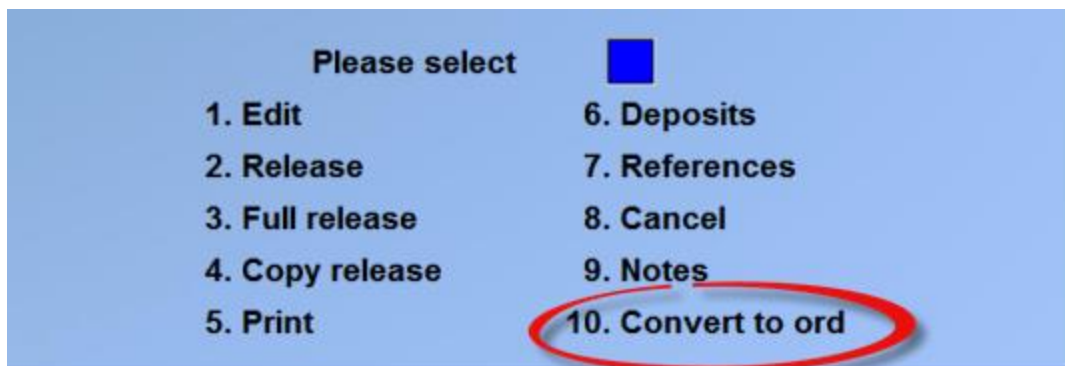 Please select
1. Edit
2. Release
3. Full release
4. Copy release
5. Print
6. Deposits
7. References
8. Cancel
9. Notes
10. Convert to ord